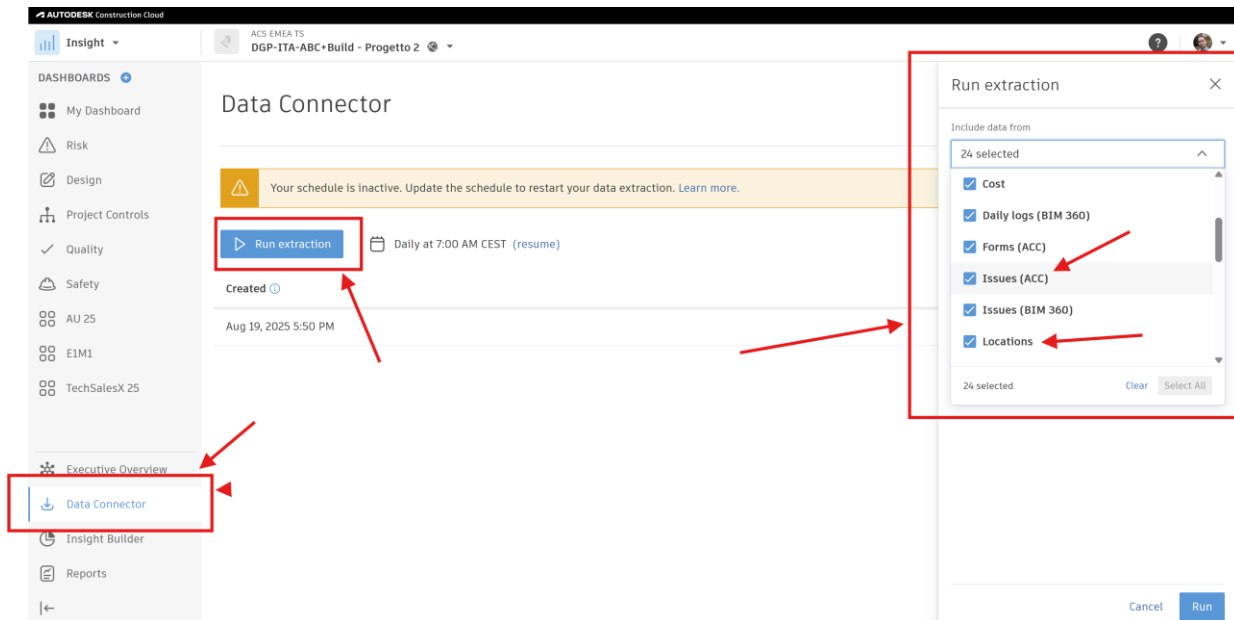 AUTODESK Construction Cloud
Insight
ACS EMEA TS
DGP-ITA-ABC+Build - Progetto 2
?
DASHBOARDS
My Dashboard
Risk
Design
Project Controls
Quality
Safety
AU 25
E1M1
TechSalesX 25
Executive Overview
Data Connector
Insight Builder
Reports
Data Connector
Your schedule is inactive. Update the schedule to restart your data extraction. Learn more.
Run extraction
Daily at 7:00 AM CEST (resume)
Created
Aug 19, 2025 5:50 PM
Run extraction
Include data from
24 selected
Cost
Daily logs (BIM 360)
Forms (ACC)
Issues (ACC)
Issues (BIM 360)
Locations
24 selected Clear Select All
Cancel Run